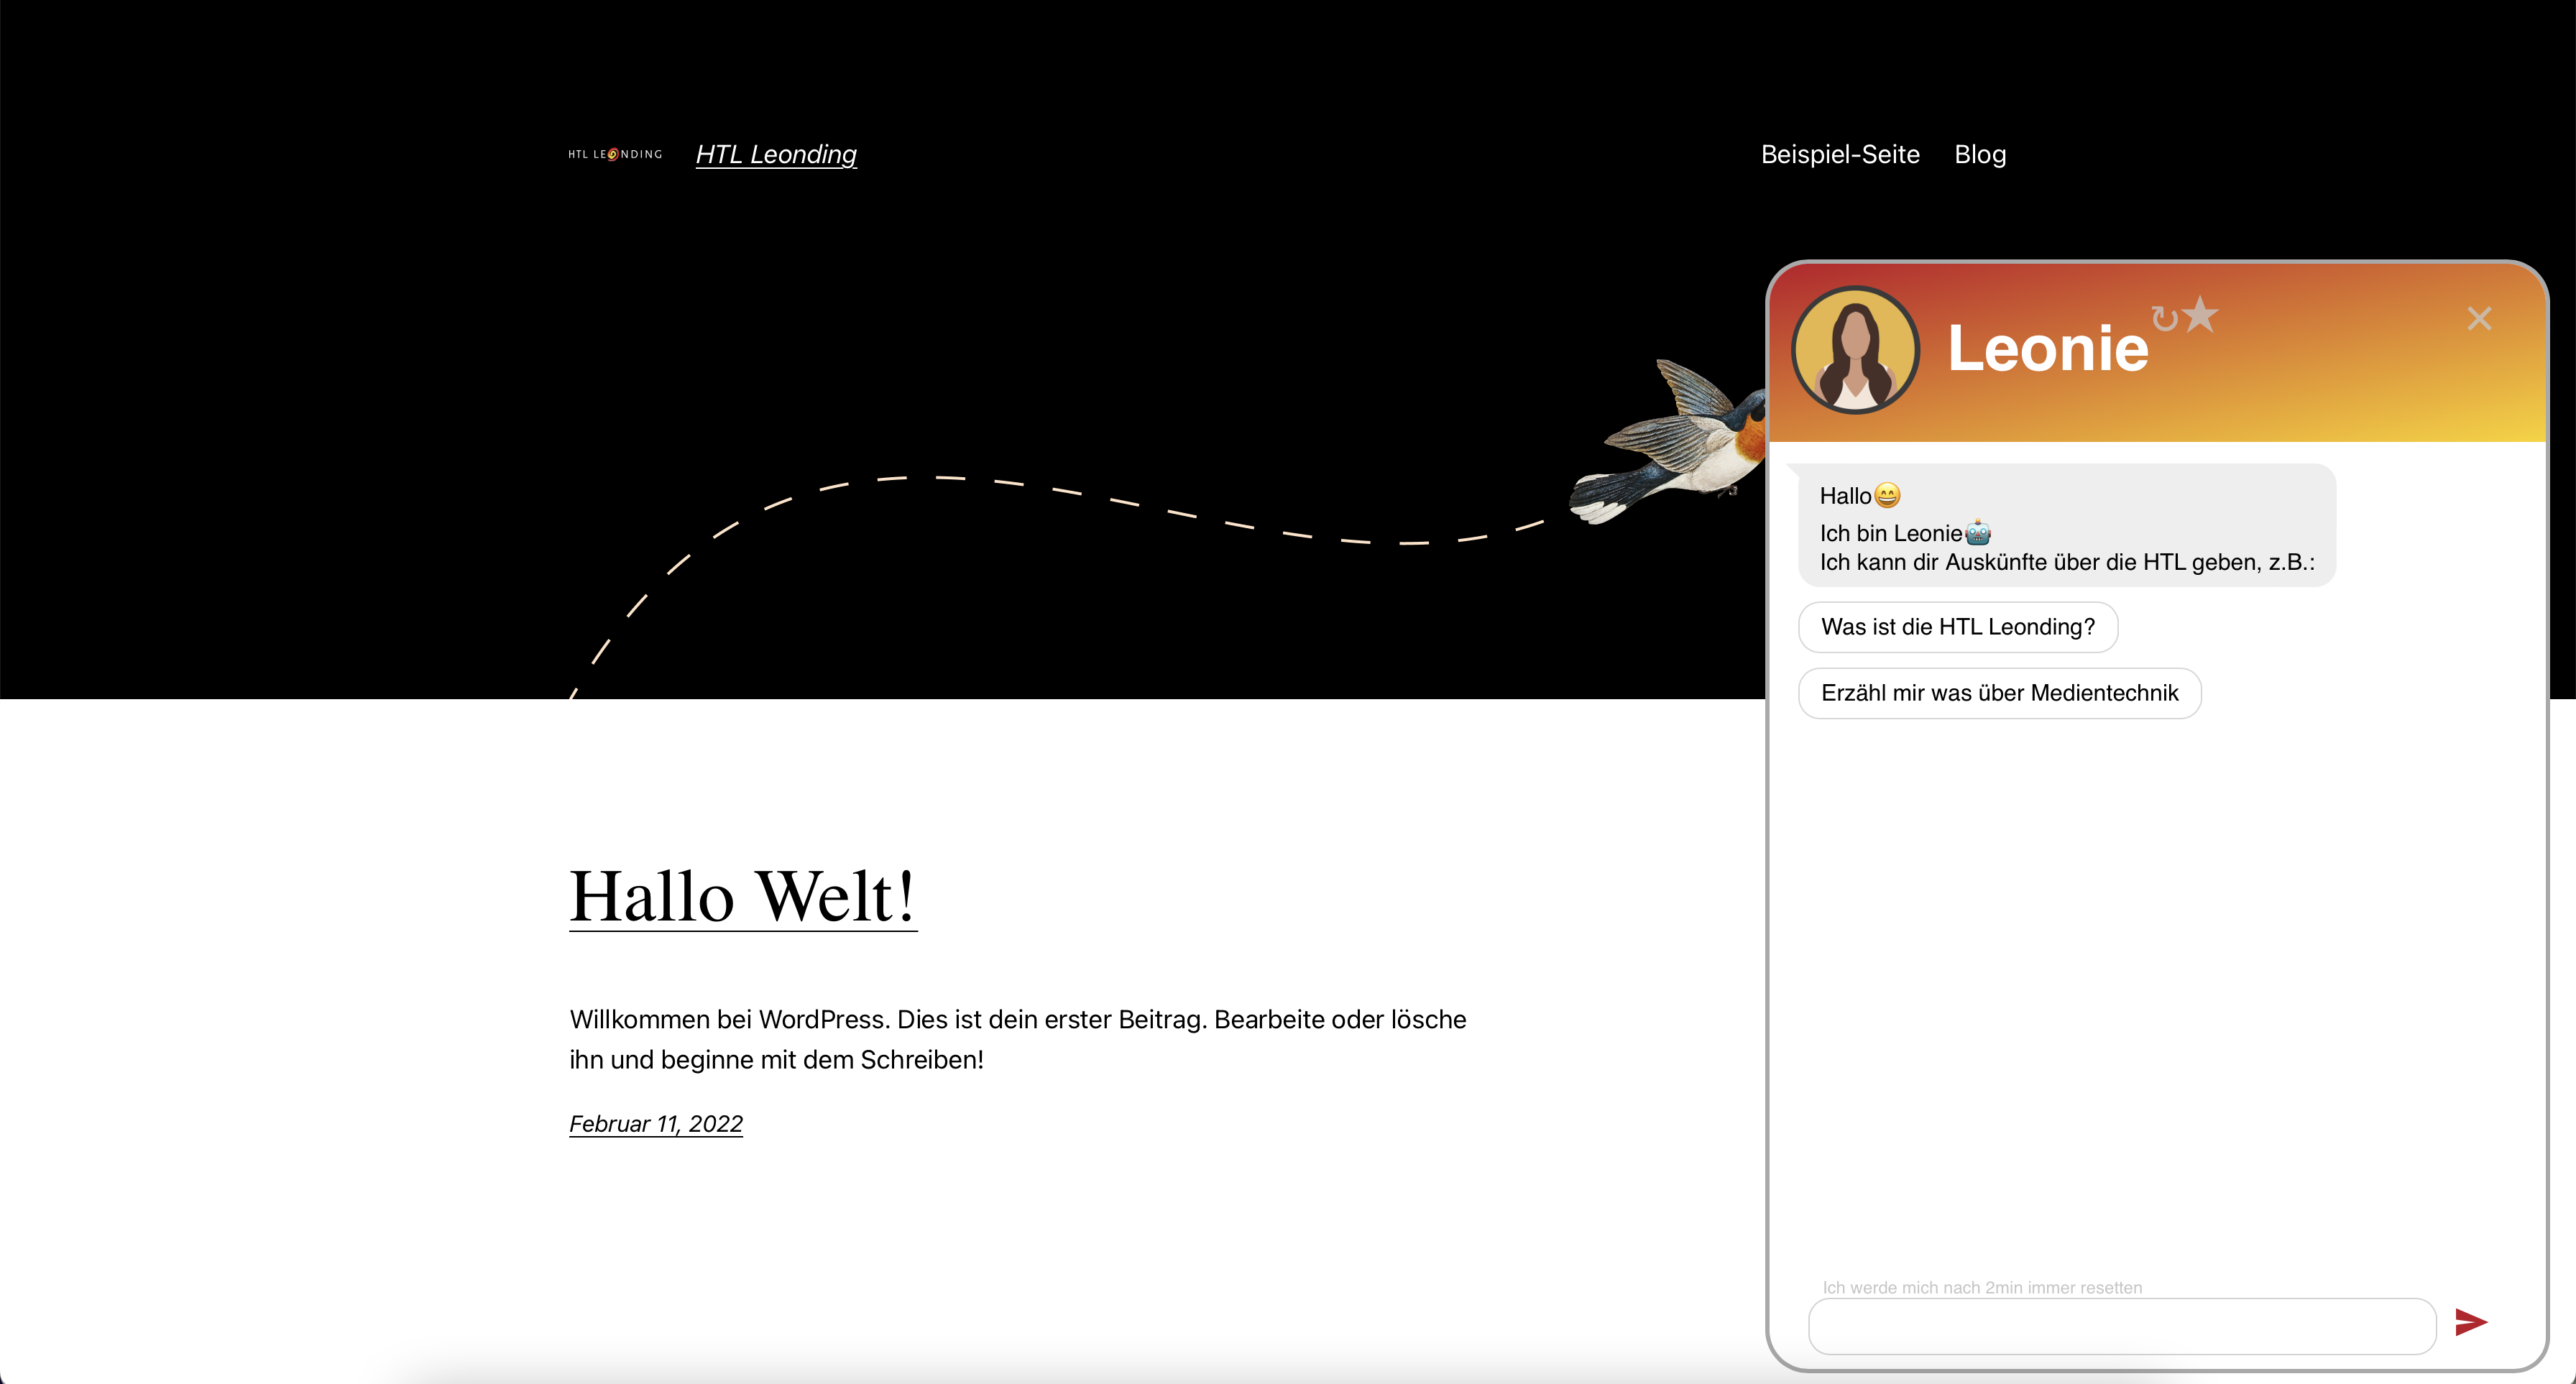 HTL LEONDING
HTL Leonding
Beispiel-Seite
Blog
Leonie
Hallo😄
Ich bin Leonie🤖
Ich kann dir Auskünfte über die HTL geben, z.B.:
Was ist die HTL Leonding?
Erzähl mir was über Medientechnik
Hallo Welt!
Willkommen bei WordPress. Dies ist dein erster Beitrag. Bearbeite oder lösche
ihn und beginne mit dem Schreiben!
Februar 11, 2022
Ich werde mich nach 2min immer resetten